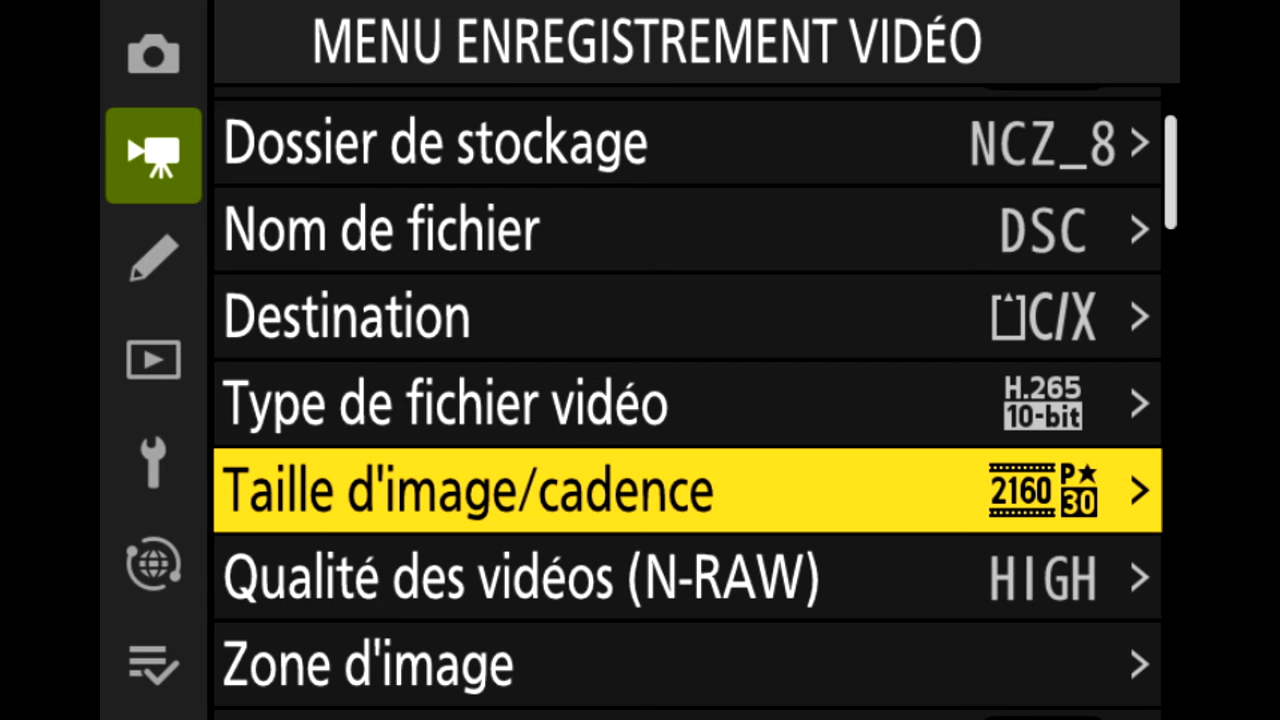 MENU ENREGISTREMENT VIDÉO
Dossier de stockage NCZ_8 >
Nom de fichier DSC >
Destination C/X >
Type de fichier vidéo H.265 10-bit >
Taille d'image/cadence 2160 P★ 30 >
Qualité des vidéos (N-RAW) HIGH >
Zone d'image >